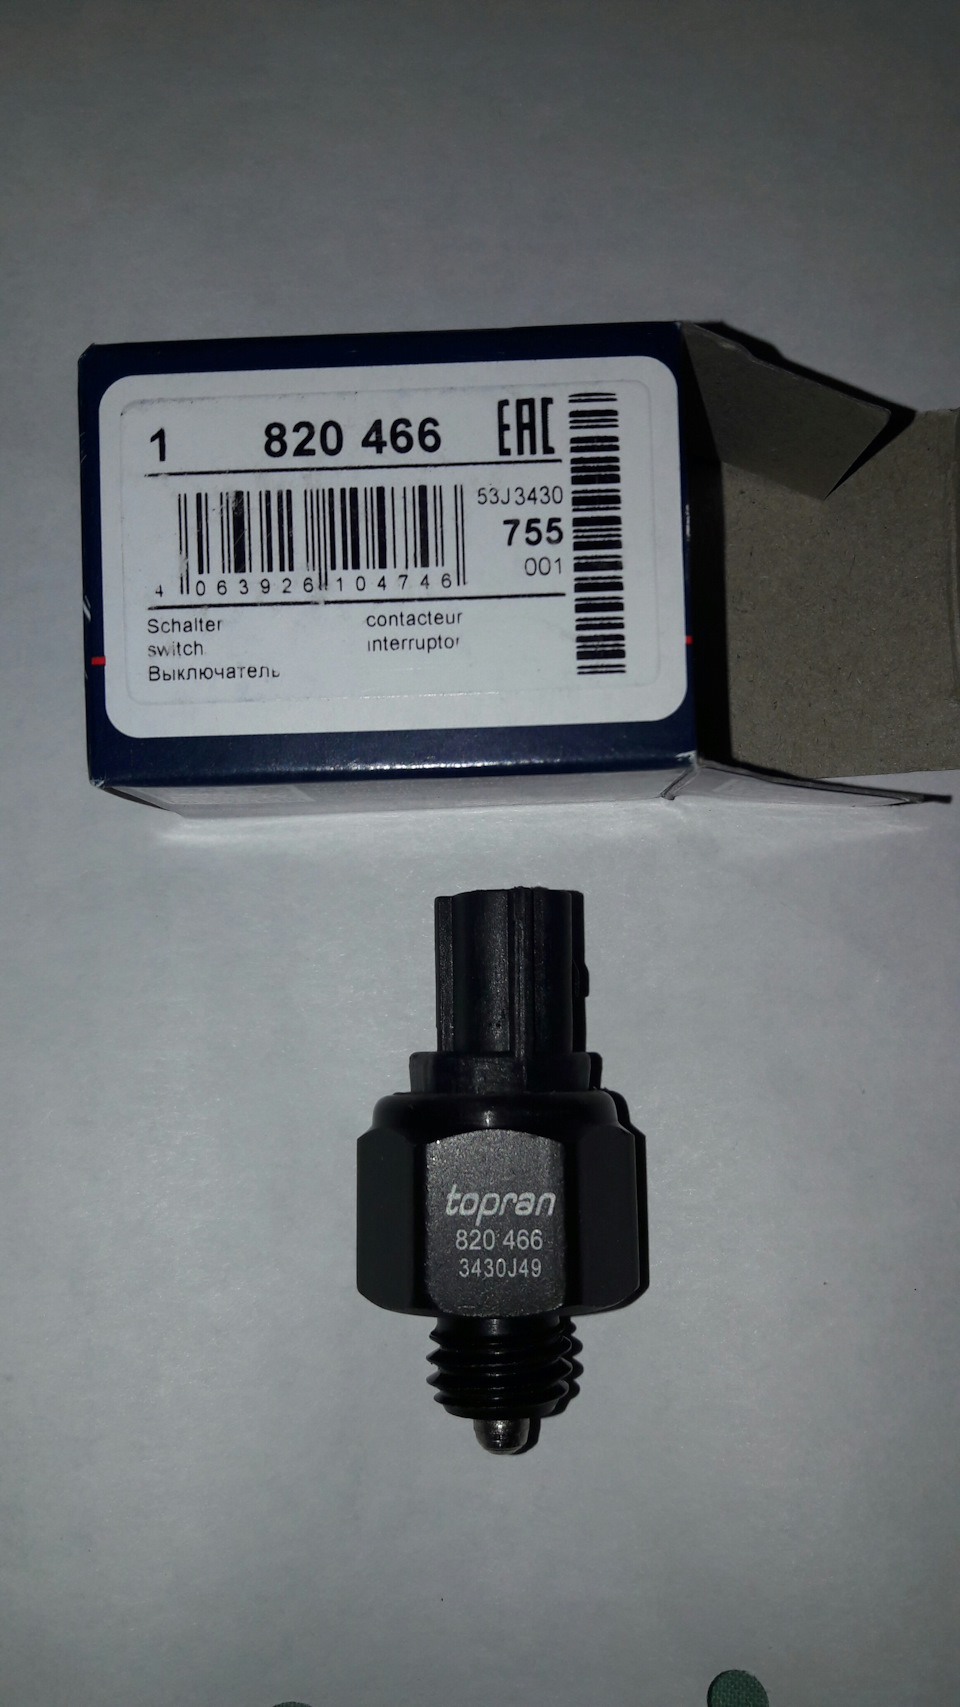 1 820 466 EAC
53J3430
755
001
4 063926 104746
Schalter contacteur
switch interruptor
Выключатель
topran
820 466
3430J49